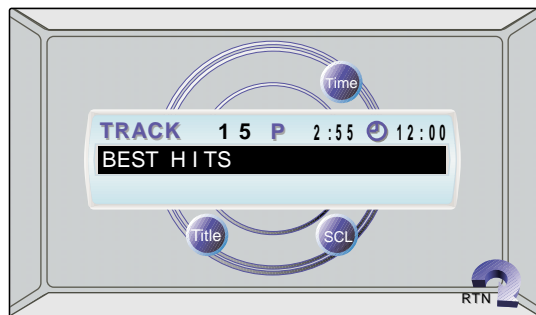 Time
TRACK 15 P 2:55 12:00
BEST HITS
Title SCL
RTN